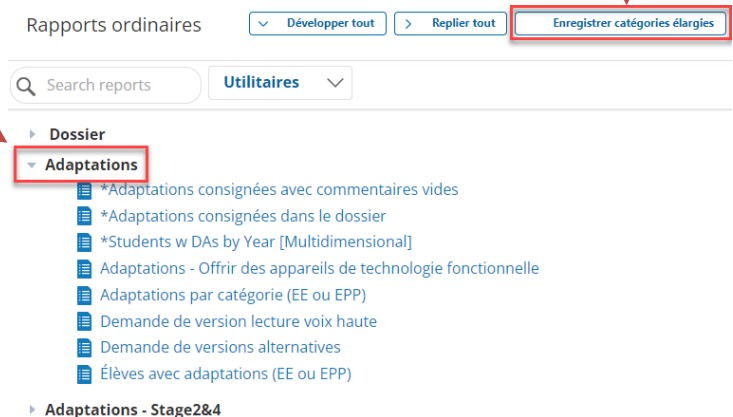 Rapports ordinaires Développer tout Replier tout Enregistrer catégories élargies
Search reports Utilitaires
Dossier
Adaptations
*Adaptations consignées avec commentaires vides
*Adaptations consignées dans le dossier
*Students w DAs by Year [Multidimensional]
Adaptations - Offrir des appareils de technologie fonctionnelle
Adaptations par catégorie (EE ou EPP)
Demande de version lecture voix haute
Demande de versions alternatives
Élèves avec adaptations (EE ou EPP)
Adaptations - Stage2&4